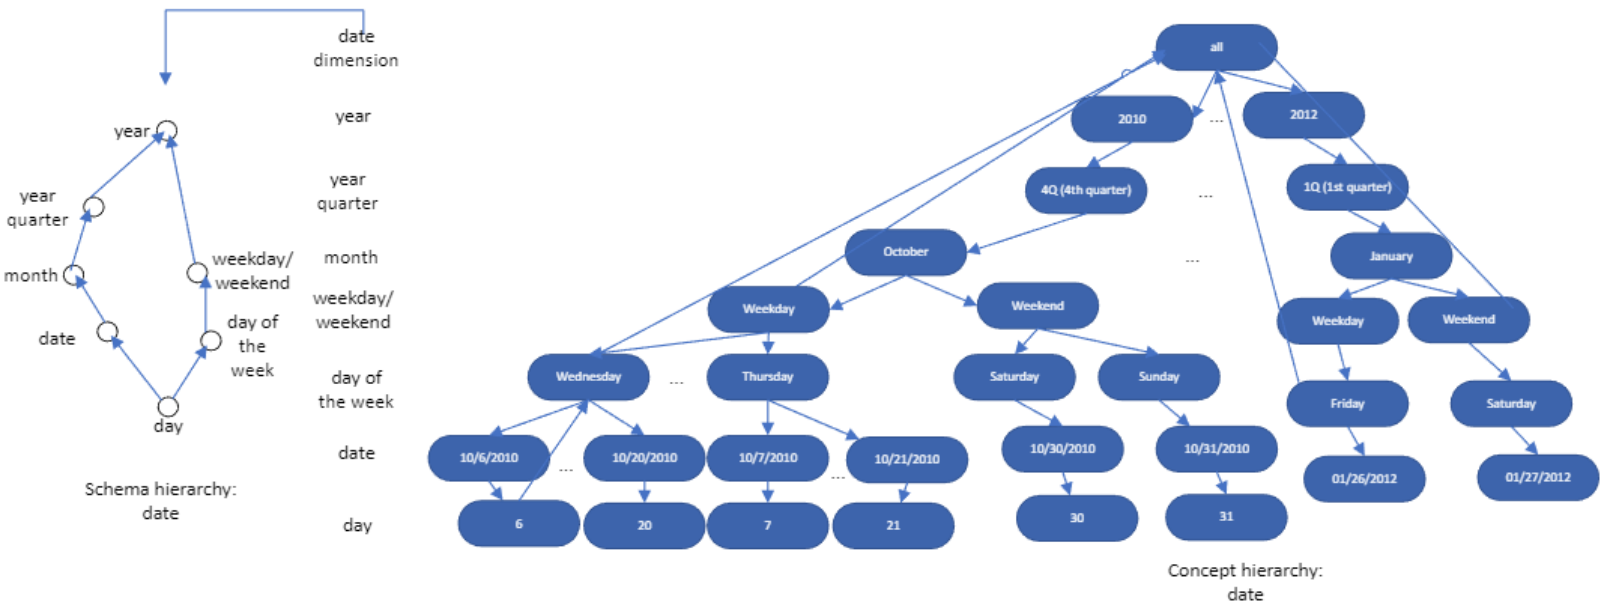 date
dimension
year
year
quarter
month
date
weekday/
weekend
day of
the
week
day
Schema hierarchy:
date
year
year
quarter
month
weekday/
weekend
day of
the week
date
day
all
2010
...
2012
4Q (4th quarter)
...
1Q (1st quarter)
October
...
January
Weekday
Weekend
Weekday
Weekend
Wednesday
...
Thursday
Saturday
Sunday
Friday
Saturday
10/6/2010
...
10/20/2010
10/7/2010
...
10/21/2010
10/30/2010
10/31/2010
01/26/2012
01/27/2012
6
20
7
21
30
31
Concept hierarchy:
date